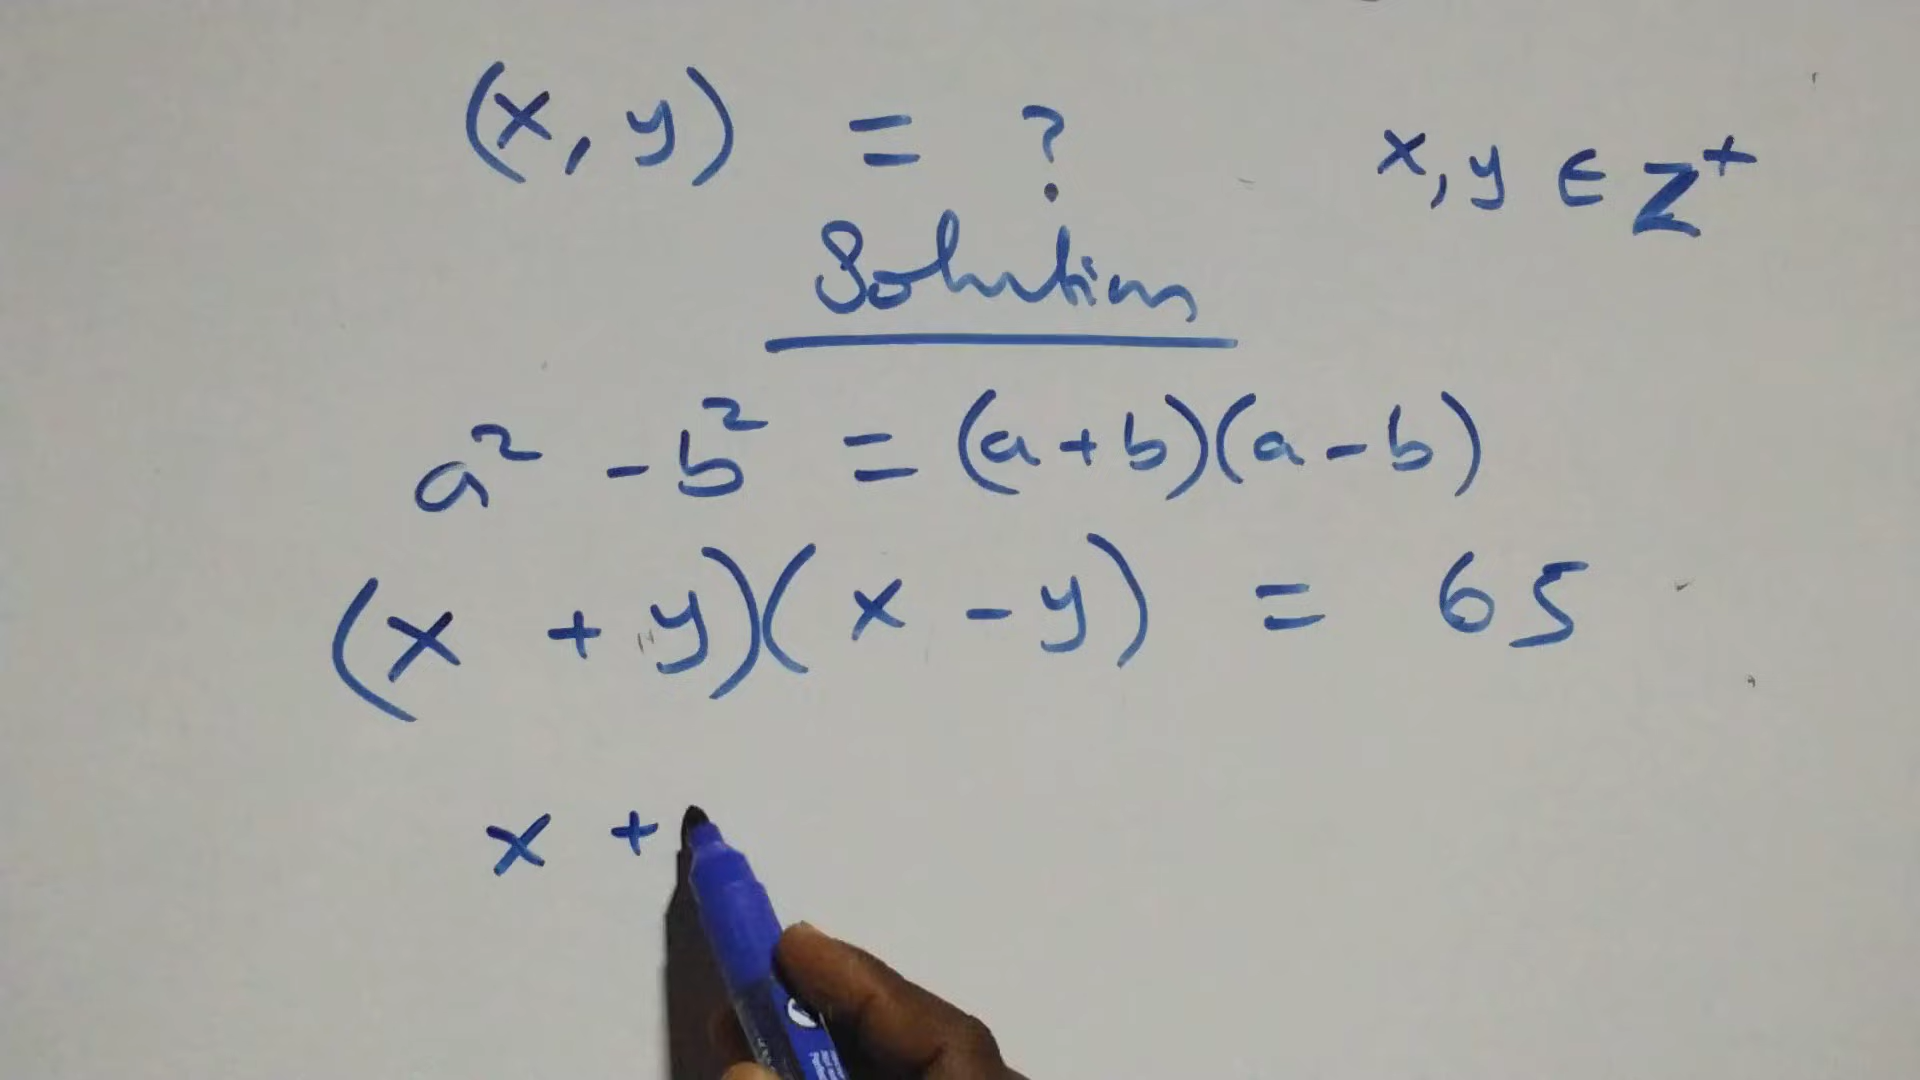 (x, y) = ? x, y ∈ Z⁺
Solution
a² - b² = (a + b)(a - b)
(x + y)(x - y) = 65
x +